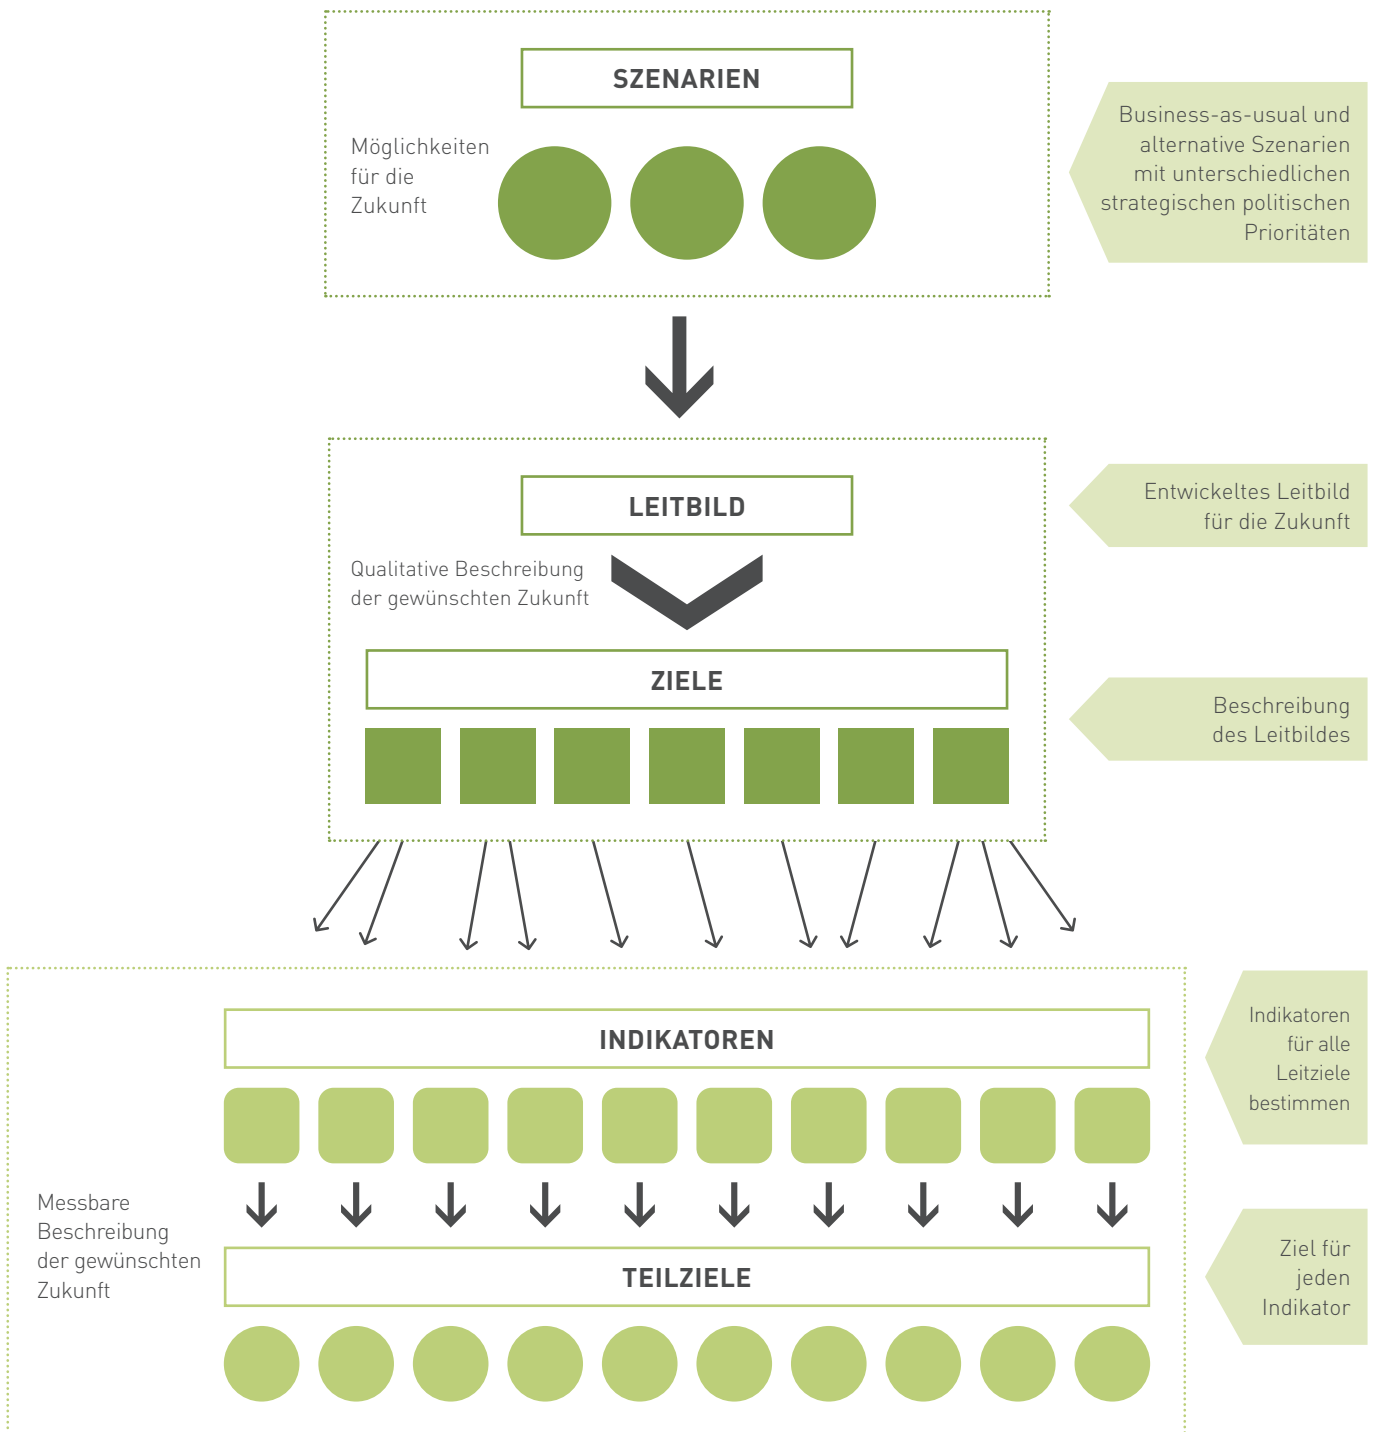 SZENARIEN
Möglichkeiten
für die
Zukunft
Business-as-usual und
alternative Szenarien
mit unterschiedlichen
strategischen politischen
Prioritäten
LEITBILD
Entwickeltes Leitbild
für die Zukunft
Qualitative Beschreibung
der gewünschten Zukunft
ZIELE
Beschreibung
des Leitbildes
INDIKATOREN
Indikatoren
für alle
Leitziele
bestimmen
Messbare
Beschreibung
der gewünschten
Zukunft
TEILZIELE
Ziel für
jeden
Indikator